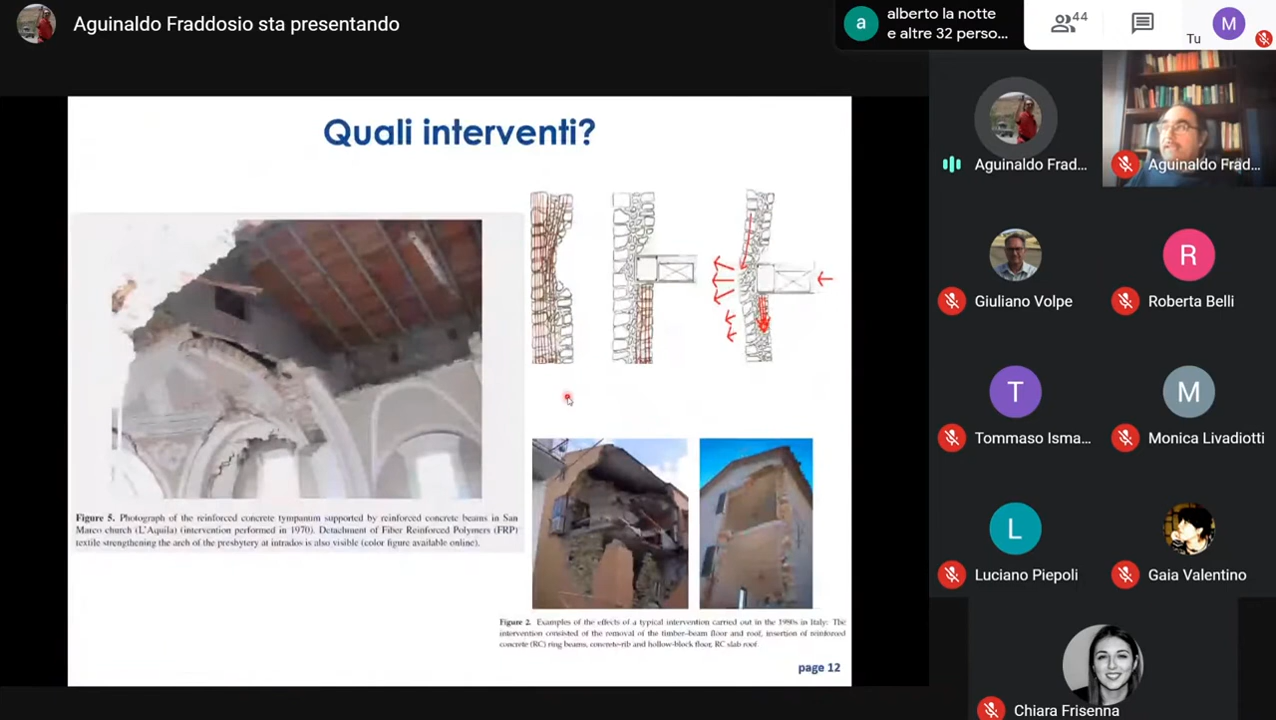 Aguinaldo Fraddosio sta presentando
a
alberto la notte
e altre 32 perso...
44
Tu
M
Quali interventi?
Figure 5. Photograph of the reinforced concrete tympanum supported by reinforced concrete beams in San
Marco church (L'Aquila) (intervention performed in 1970). Detachment of Fiber Reinforced Polymers (FRP)
textile strengthening the arch of the presbytery at intrados is also visible (color figure available online).
Figure 2. Examples of the effects of a typical intervention carried out in the 1980s in Italy: The
intervention consisted of the removal of the timber-beam floor and roof, insertion of reinforced
concrete (RC) ring beams, concrete-rib and hollow-block floor, RC slab roof.
page 12
Aguinaldo Frad...
Aguinaldo Frad...
Giuliano Volpe
R
Roberta Belli
T
Tommaso Isma...
M
Monica Livadiotti
L
Luciano Piepoli
Gaia Valentino
Chiara Frisenna